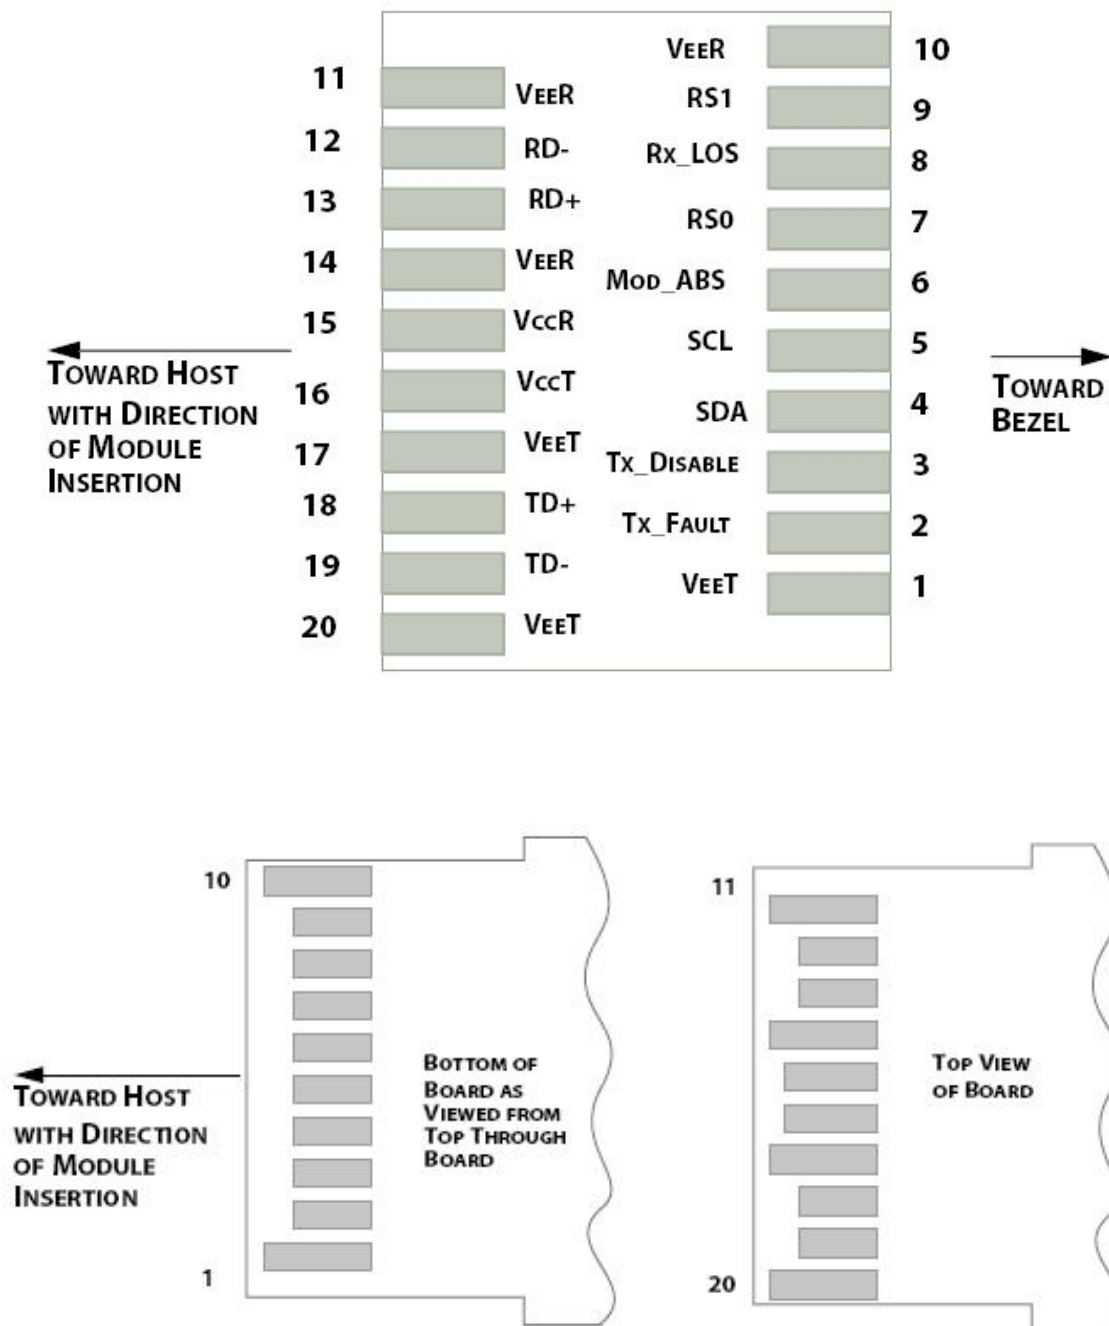 VEER 10
11 VEER
RS1 9
12 RD-
Rx_LOS 8
13 RD+
RS0 7
14 VEER
MOD_ABS 6
15 VCCR
SCL 5
TOWARD HOST
WITH DIRECTION
OF MODULE
INSERTION
TOWARD
BEZEL
16 VCCT
SDA 4
17 VEET
TX_DISABLE 3
18 TD+
TX_FAULT 2
19 TD-
VEET 1
20 VEET
10
11
BOTTOM OF
BOARD AS
VIEWED FROM
TOP THROUGH
BOARD
TOP VIEW
OF BOARD
TOWARD HOST
WITH DIRECTION
OF MODULE
INSERTION
1
20